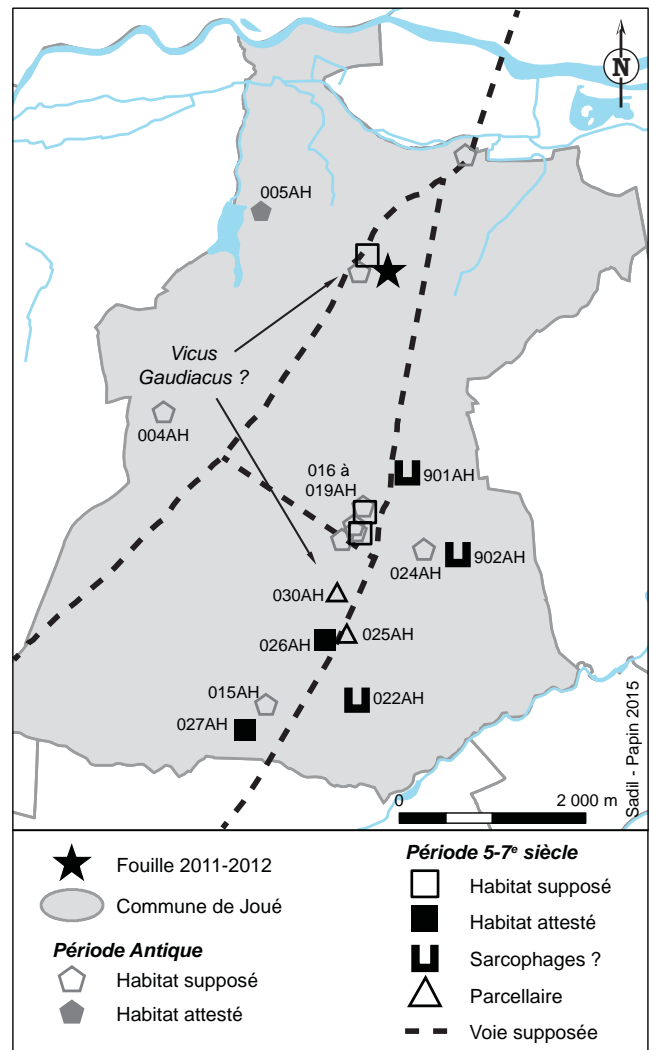 N
005AH
Vicus
Gaudiacus ?
004AH
016 à
019AH
901AH
024AH
902AH
030AH
025AH
026AH
015AH
022AH
027AH
Sadil - Papin 2015
0
2 000 m
Fouille 2011-2012
Commune de Joué
Période Antique
Habitat supposé
Habitat attesté
Période 5-7e siècle
Habitat supposé
Habitat attesté
Sarcophages ?
Parcellaire
Voie supposée